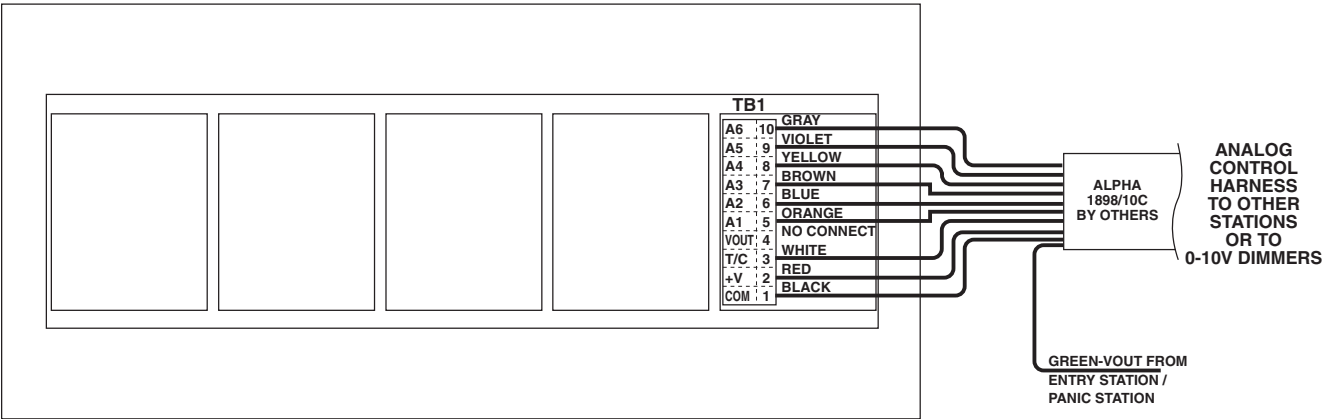 TB1
A6 10 GRAY
A5 9 VIOLET
A4 8 YELLOW
A3 7 BROWN
A2 6 BLUE
A1 5 ORANGE
VOUT 4 NO CONNECT
T/C 3 WHITE
+V 2 RED
COM 1 BLACK
ALPHA
1898/10C
BY OTHERS
ANALOG
CONTROL
HARNESS
TO OTHER
STATIONS
OR TO
0-10V DIMMERS
GREEN-VOUT FROM
ENTRY STATION /
PANIC STATION